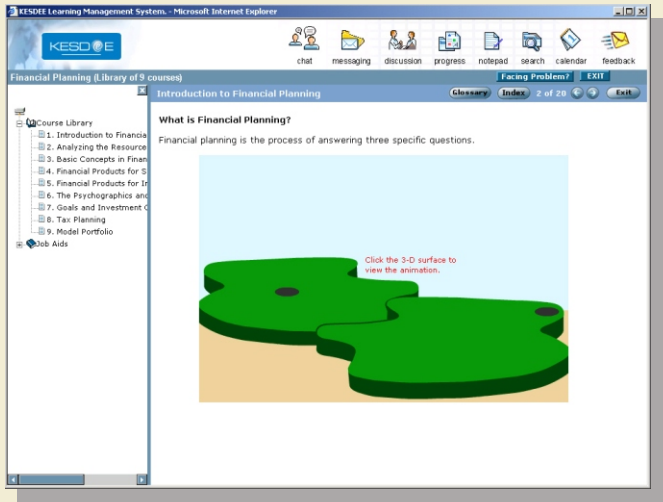 KESDEE Learning Management System. - Microsoft Internet Explorer
KESDEE
chat messaging discussion progress notepad search calendar feedback
Financial Planning (Library of 9 courses) Facing Problem? EXIT
Introduction to Financial Planning Glossary Index 2 of 20 Exit
Course Library
1. Introduction to Financia
2. Analyzing the Resource
3. Basic Concepts in Finan
4. Financial Products for S
5. Financial Products for Ir
6. The Psychographics and
7. Goals and Investment C
8. Tax Planning
9. Model Portfolio
Job Aids
What is Financial Planning?
Financial planning is the process of answering three specific questions.
Click the 3-D surface to
view the animation.